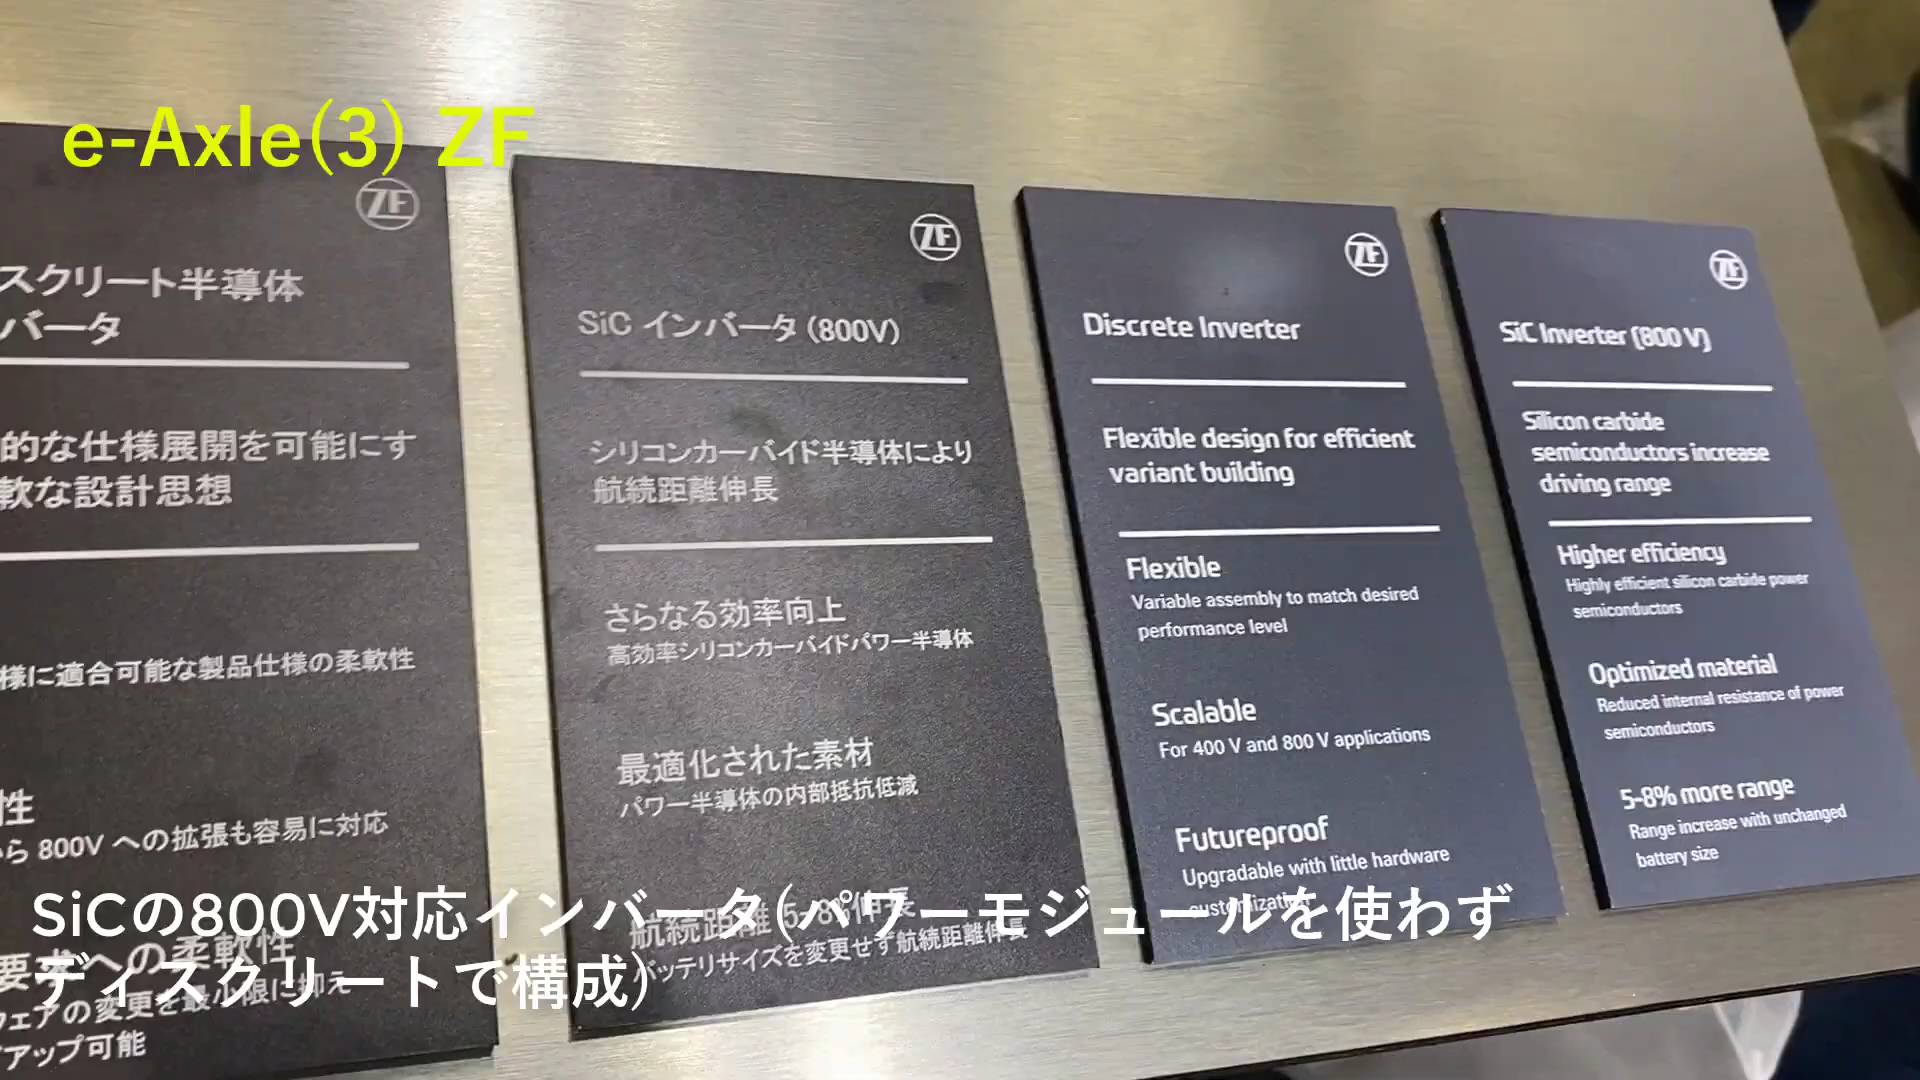 e-Axle(3) ZF
ZF
スクリート半導体
バータ
的な仕様展開を可能にす
軟な設計思想
様に適合可能な製品仕様の柔軟性
性
ら 800V への拡張も容易に対応
要求への柔軟性
ウェアの変更を最小限に抑え
アップ可能
ZF
SiC インバータ (800V)
シリコンカーバイド半導体により
航続距離伸長
さらなる効率向上
高効率シリコンカーバイドパワー半導体
最適化された素材
パワー半導体の内部抵抗低減
航続距離 5-8%伸長
バッテリサイズを変更せず航続距離伸長
ZF
Discrete Inverter
Flexible design for efficient
variant building
Flexible
Variable assembly to match desired
performance level
Scalable
For 400 V and 800 V applications
Futureproof
Upgradable with little hardware
customization
ZF
SiC Inverter (800 V)
Silicon carbide
semiconductors increase
driving range
Higher efficiency
Highly efficient silicon carbide power
semiconductors
Optimized material
Reduced internal resistance of power
semiconductors
5-8% more range
Range increase with unchanged
battery size
SiCの800V対応インバータ(パワーモジュールを使わず
ディスクリートで構成)